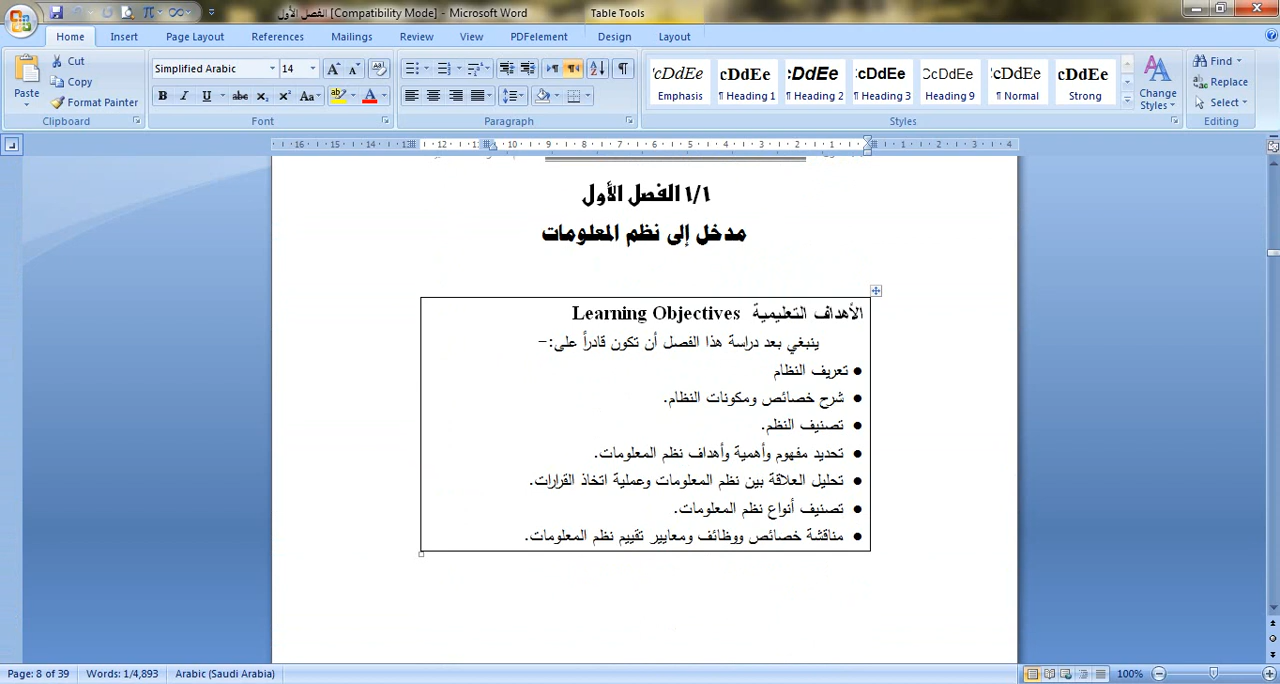 الفصل الأول [Compatibility Mode] - Microsoft Word
Table Tools
Home Insert Page Layout References Mailings Review View PDFelement Design Layout
Paste
Cut
Copy
Format Painter
Clipboard
Simplified Arabic 14
Font
Paragraph
Emphasis
¶ Heading 1
¶ Heading 2
¶ Heading 3
Heading 9
¶ Normal
Strong
Change Styles
Styles
Find
Replace
Select
Editing
١/١ الفصل الأول
مدخل إلى نظم المعلومات
الأهداف التعليمية Learning Objectives
ينبغي بعد دراسة هذا الفصل أن تكون قادراً على:-
● تعريف النظام
● شرح خصائص ومكونات النظام.
● تصنيف النظم.
● تحديد مفهوم وأهمية وأهداف نظم المعلومات.
● تحليل العلاقة بين نظم المعلومات وعملية اتخاذ القرارات.
● تصنيف أنواع نظم المعلومات.
● مناقشة خصائص ووظائف ومعايير تقييم نظم المعلومات.
Page: 8 of 39 Words: 1/4,893 Arabic (Saudi Arabia) 100%